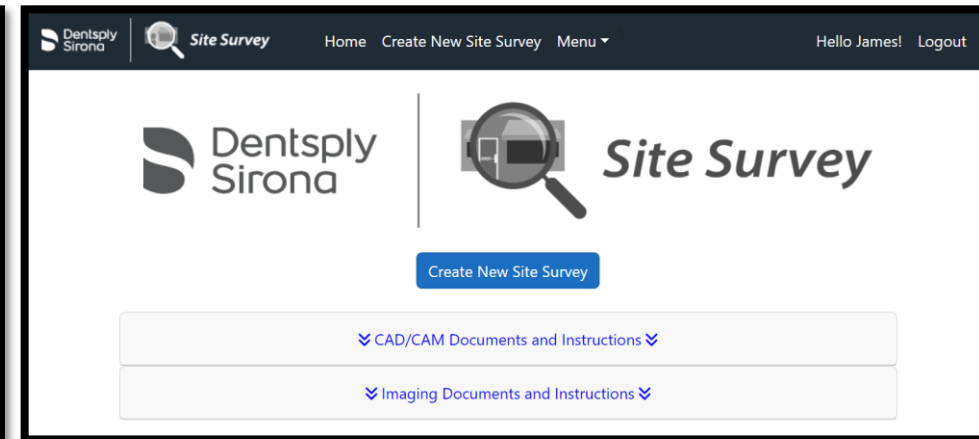 Dentsply
Sirona
Site Survey
Home Create New Site Survey Menu
Hello James! Logout
Dentsply
Sirona
Site Survey
Create New Site Survey
CAD/CAM Documents and Instructions
Imaging Documents and Instructions